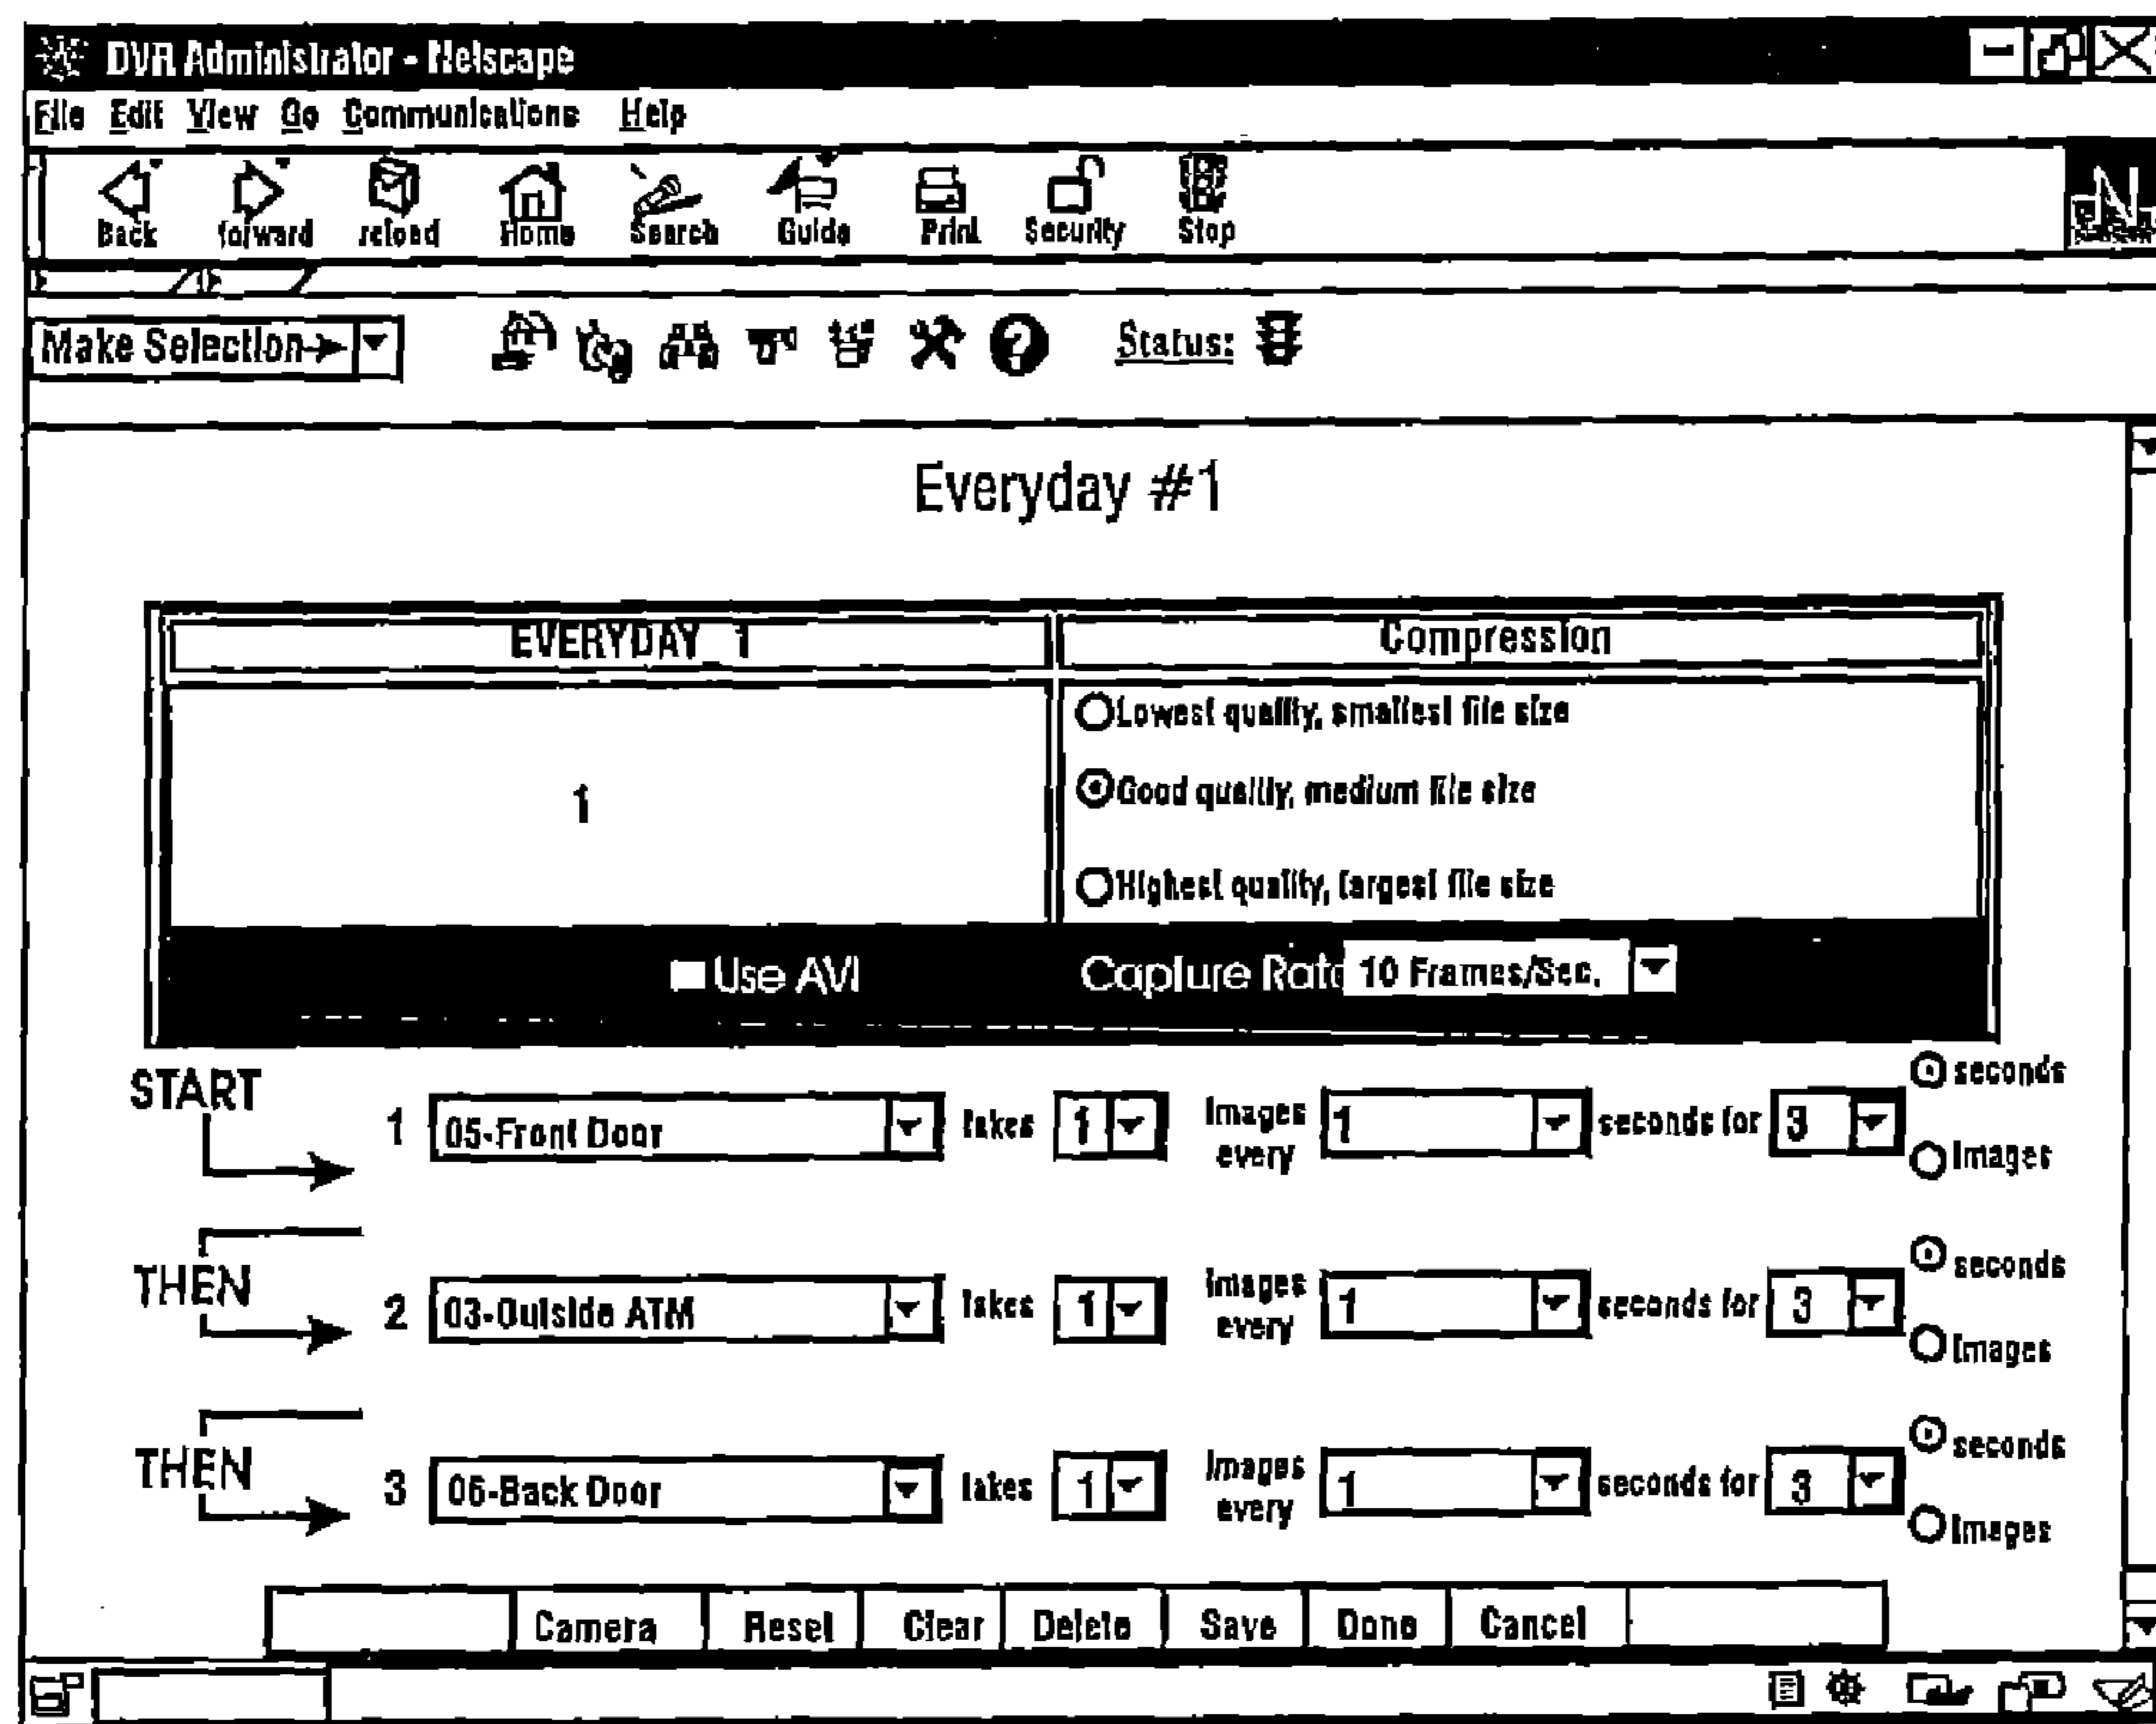 DVR Administrator - Netscape
File Edit View Go Communications Help
Back forward reload Home Search Guide Print Security Stop
Make Selection-> Status:
Everyday #1
EVERYDAY_1 Compression
Lowest quality, smallest file size
1
Good quality, medium file size
Highest quality, largest file size
Use AVI Capture Rate 10 Frames/Sec.
START
1 05-Front Door takes 1 Images every 1 seconds for 3 seconds Images
THEN
2 03-Outside ATM takes 1 Images every 1 seconds for 3 seconds Images
THEN
3 06-Back Door takes 1 Images every 1 seconds for 3 seconds Images
Camera Reset Clear Delete Save Done Cancel